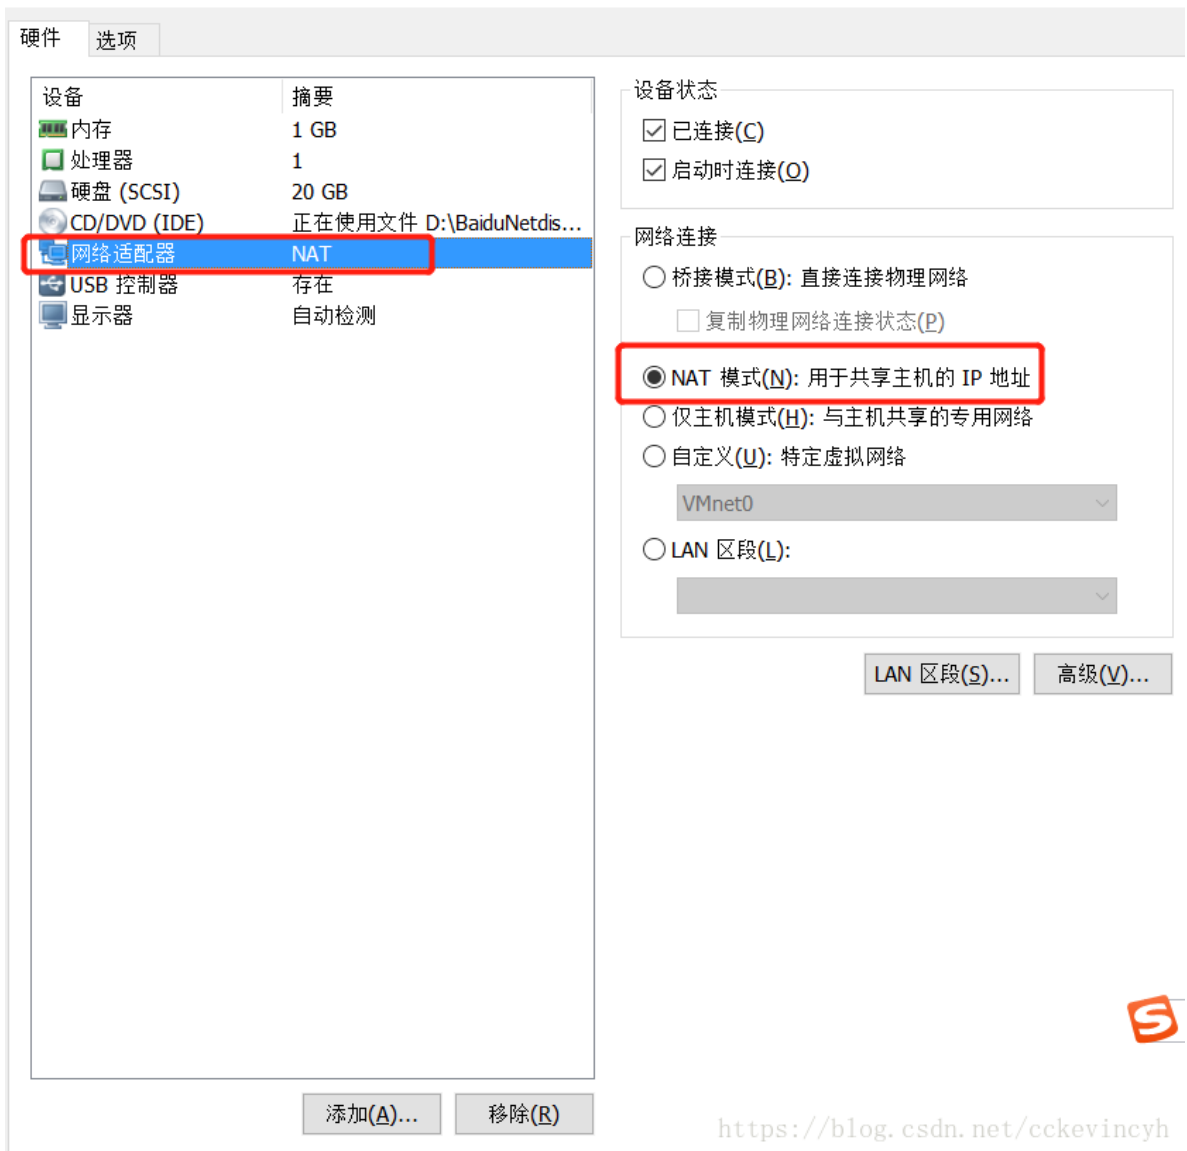 硬件 选项
设备 摘要
内存 1 GB
处理器 1
硬盘 (SCSI) 20 GB
CD/DVD (IDE) 正在使用文件 D:\BaiduNetdis...
网络适配器 NAT
USB 控制器 存在
显示器 自动检测
添加(A)... 移除(R)
设备状态
已连接(C)
启动时连接(O)
网络连接
桥接模式(B): 直接连接物理网络
复制物理网络连接状态(P)
NAT 模式(N): 用于共享主机的 IP 地址
仅主机模式(H): 与主机共享的专用网络
自定义(U): 特定虚拟网络
VMnet0
LAN 区段(L):
LAN 区段(S)... 高级(V)...
S
https://blog.csdn.net/cckevincyh